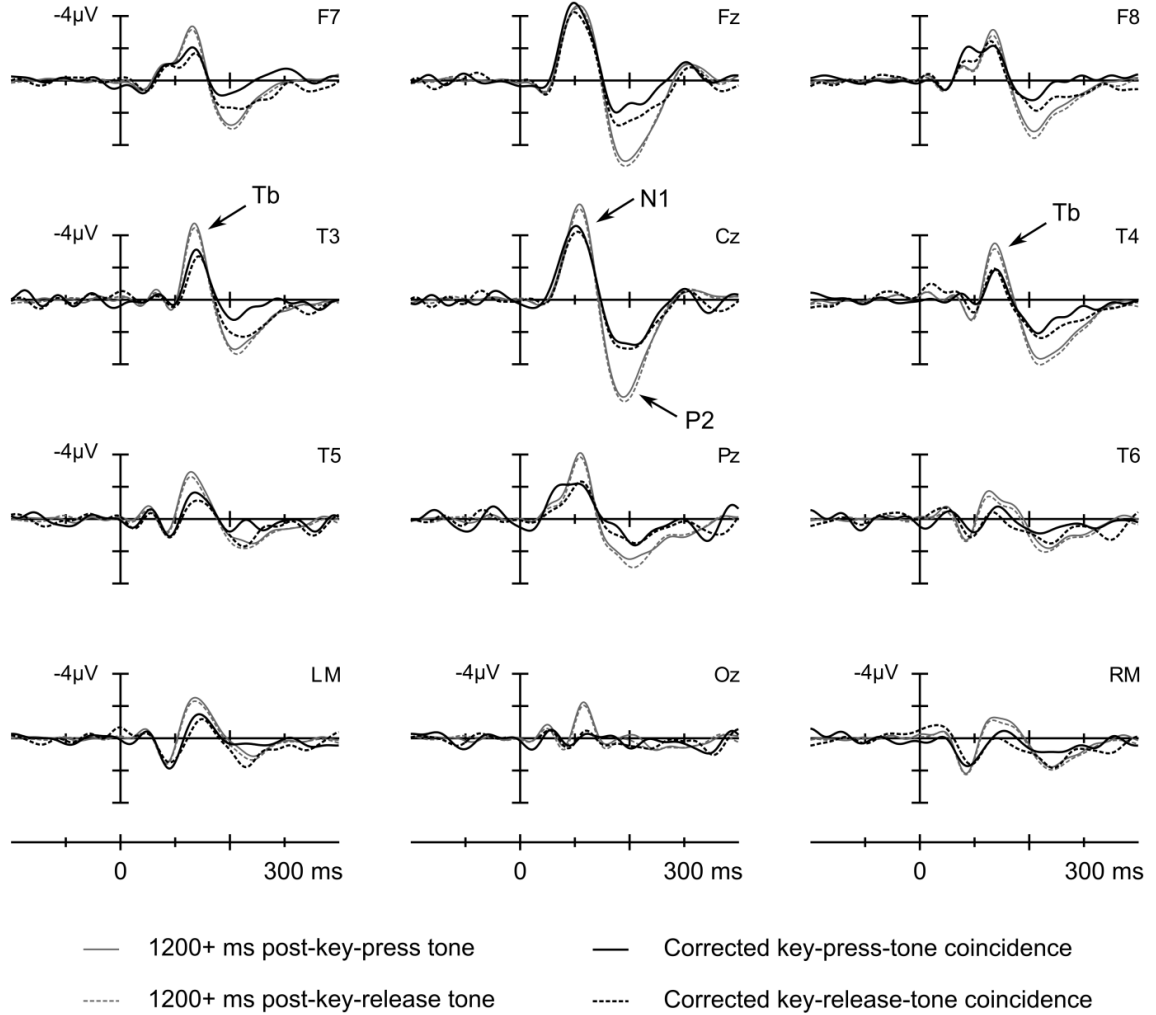 -4µV F7 Fz F8
Tb N1 Tb
-4µV T3 Cz T4
P2
-4µV T5 Pz T6
-4µV LM -4µV Oz -4µV RM
0 300 ms 0 300 ms 0 300 ms
1200+ ms post-key-press tone Corrected key-press-tone coincidence
1200+ ms post-key-release tone Corrected key-release-tone coincidence